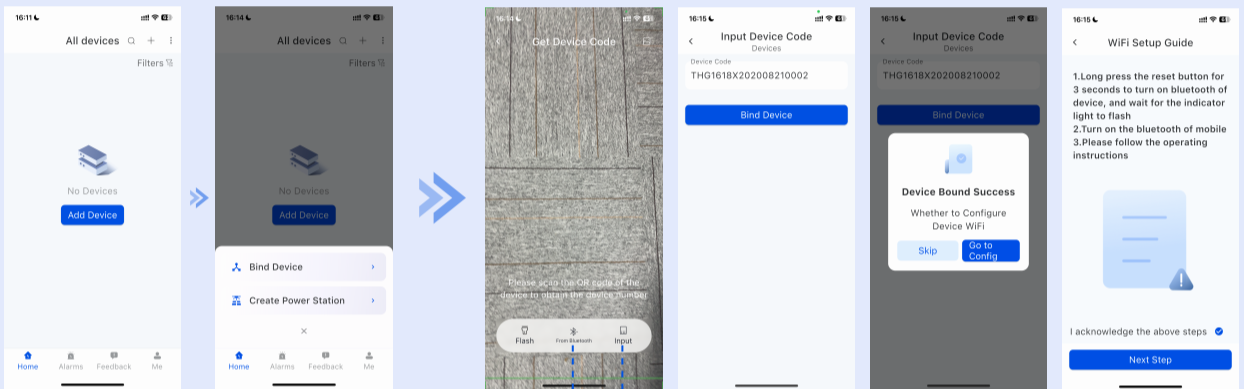 16:11
All devices
Filters
No Devices
Add Device
Home
Alarms
Feedback
Me
16:14
All devices
Filters
Add Device
Bind Device
Create Power Station
Home
Alarms
Feedback
Me
16:14
Get Device Code
Please scan the QR code of the
device to obtain the device number
Flash
From Bluetooth
Input
16:15
Input Device Code
Devices
Device Code
THG1618X202008210002
Bind Device
16:15
Input Device Code
Devices
Device Code
THG1618X202008210002
Bind Device
Device Bound Success
Whether to Configure
Device WiFi
Skip
Go to
Config
16:15
WiFi Setup Guide
1.Long press the reset button for
3 seconds to turn on bluetooth of
device, and wait for the indicator
light to flash
2.Turn on the bluetooth of mobile
3.Please follow the operating
instructions
I acknowledge the above steps
Next Step